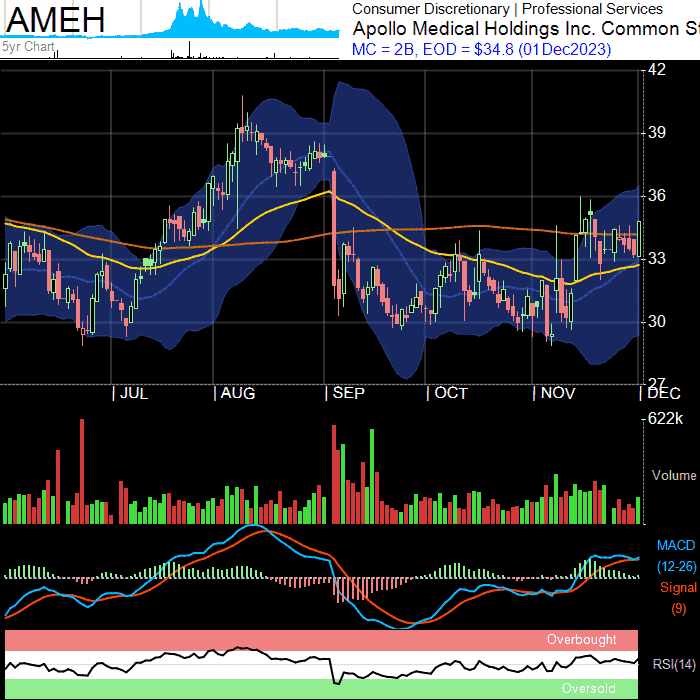 AMEH
5yr Chart
Consumer Discretionary | Professional Services
Apollo Medical Holdings Inc. Common St
MC = 2B, EOD = $34.8 (01Dec2023)
42
39
36
33
30
27
JUL
AUG
SEP
OCT
NOV
DEC
622k
Volume
MACD
(12-26)
Signal
(9)
Overbought
RSI(14)
Oversold